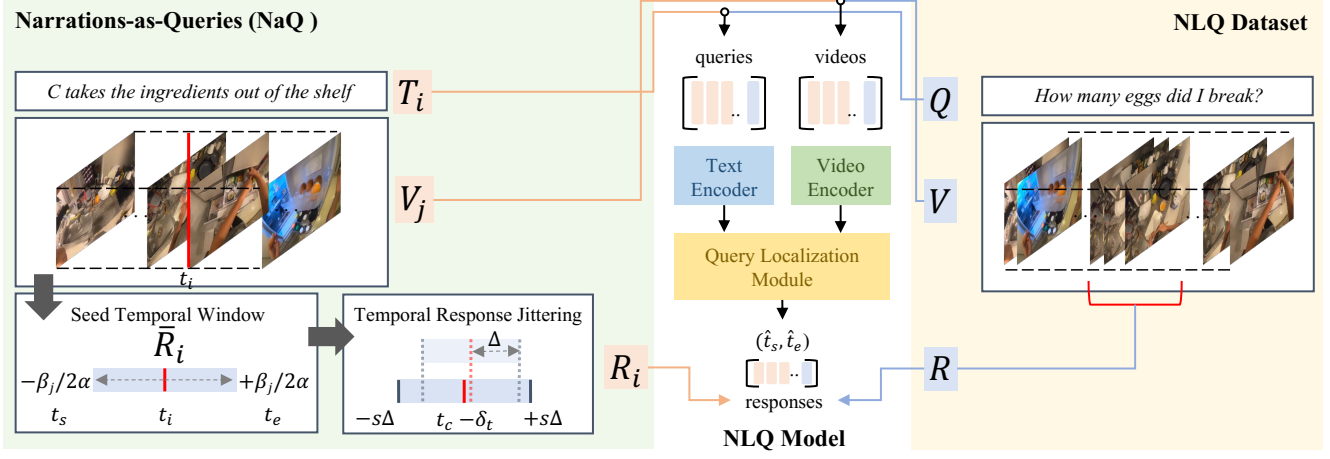 Narrations-as-Queries (NaQ )
C takes the ingredients out of the shelf
T_i
V_j
t_i
Seed Temporal Window
R̅_i
−β_j/2α
+β_j/2α
t_s
t_i
t_e
Temporal Response Jittering
Δ
−sΔ
t_c −δ_t
+sΔ
R_i
queries
videos
..
..
Text
Encoder
Video
Encoder
Query Localization
Module
(t̂_s, t̂_e)
..
responses
NLQ Model
NLQ Dataset
Q
How many eggs did I break?
V
R